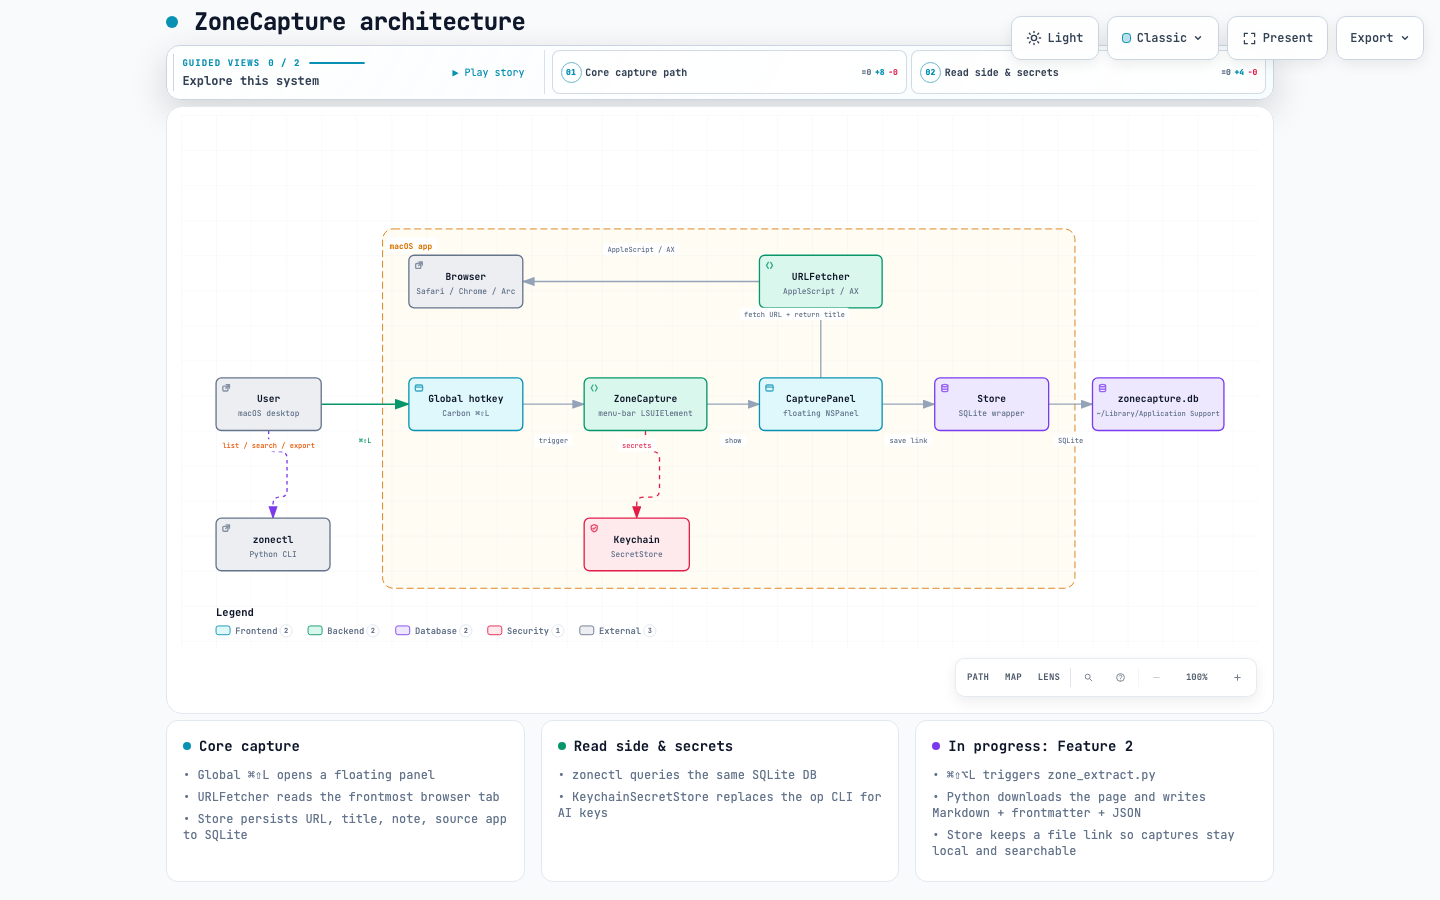 ZoneCapture architecture
Light
Classic
Present
Export
GUIDED VIEWS 0 / 2
Explore this system
▶ Play story
01 Core capture path
=0 +8 -0
02 Read side & secrets
=0 +4 -0
macOS app
AppleScript / AX
Browser
Safari / Chrome / Arc
URLFetcher
AppleScript / AX
fetch URL + return title
User
macOS desktop
Global hotkey
Carbon ⌘⇧L
ZoneCapture
menu-bar LSUIElement
CapturePanel
floating NSPanel
Store
SQLite wrapper
zonecapture.db
~/Library/Application Support
list / search / export
⌘⇧L
trigger
secrets
show
save link
SQLite
zonectl
Python CLI
Keychain
SecretStore
Legend
Frontend 2
Backend 2
Database 2
Security 1
External 3
PATH
MAP
LENS
100%
Core capture
• Global ⌘⇧L opens a floating panel
• URLFetcher reads the frontmost browser tab
• Store persists URL, title, note, source app
to SQLite
Read side & secrets
• zonectl queries the same SQLite DB
• KeychainSecretStore replaces the op CLI for
AI keys
In progress: Feature 2
• ⌘⇧⌥L triggers zone_extract.py
• Python downloads the page and writes
Markdown + frontmatter + JSON
• Store keeps a file link so captures stay
local and searchable